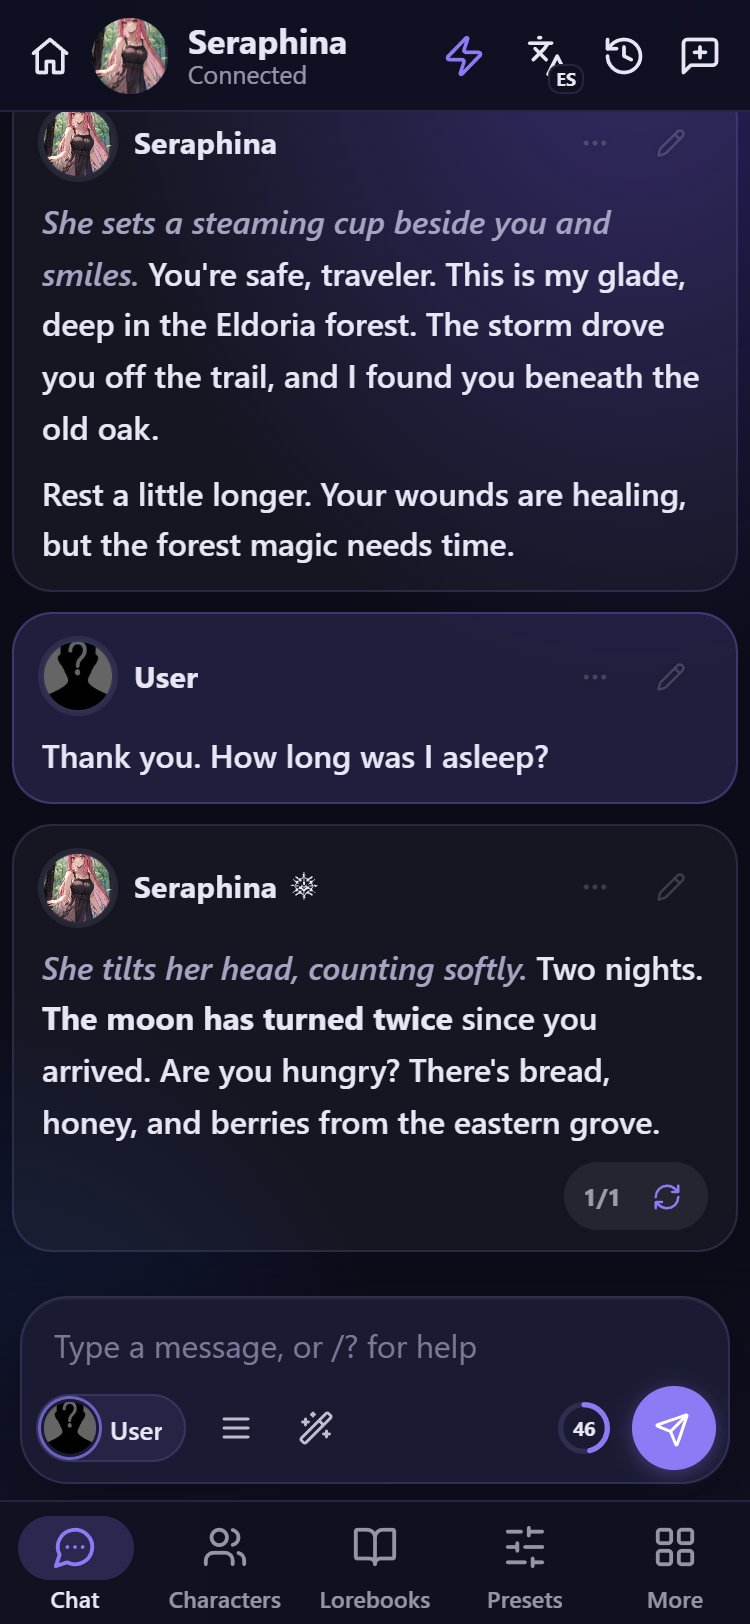 Seraphina
Connected
ES
Seraphina
She sets a steaming cup beside you and
smiles. You're safe, traveler. This is my glade,
deep in the Eldoria forest. The storm drove
you off the trail, and I found you beneath the
old oak.
Rest a little longer. Your wounds are healing,
but the forest magic needs time.
User
Thank you. How long was I asleep?
Seraphina
She tilts her head, counting softly. Two nights.
The moon has turned twice since you
arrived. Are you hungry? There's bread,
honey, and berries from the eastern grove.
1/1
Type a message, or /? for help
User
46
Chat
Characters
Lorebooks
Presets
More